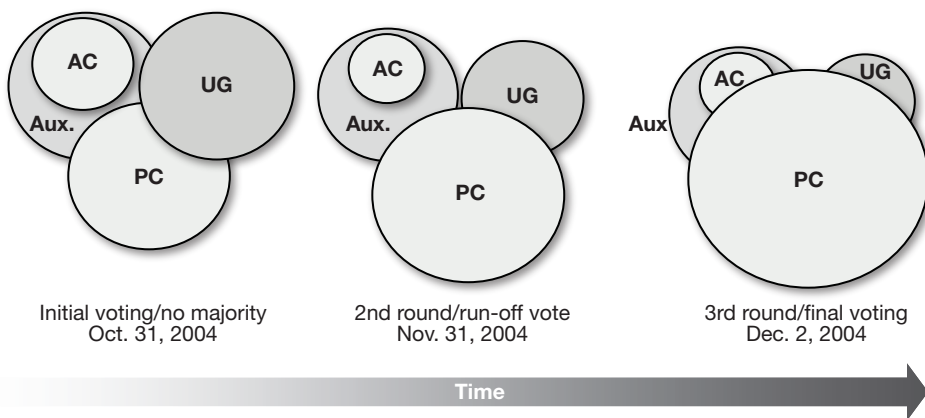 AC
UG
Aux.
PC
AC
UG
Aux.
PC
AC
UG
Aux
PC
Initial voting/no majority
Oct. 31, 2004
2nd round/run-off vote
Nov. 31, 2004
3rd round/final voting
Dec. 2, 2004
Time